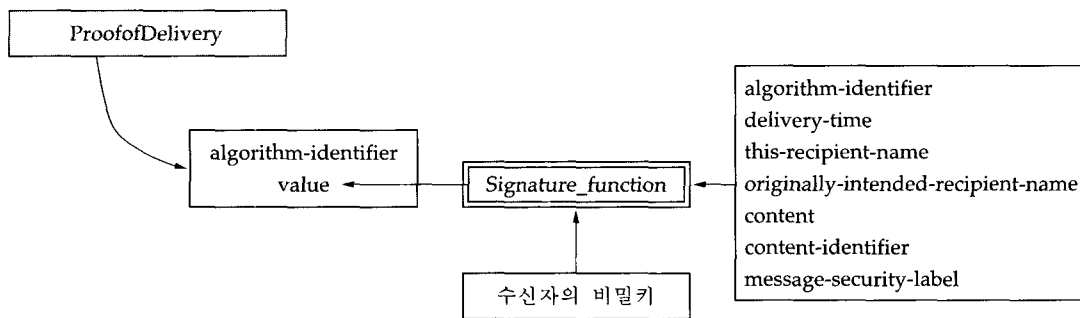 ProofofDelivery
algorithm-identifier
value
Signature_function
수신자의 비밀키
algorithm-identifier
delivery-time
this-recipient-name
originally-intended-recipient-name
content
content-identifier
message-security-label